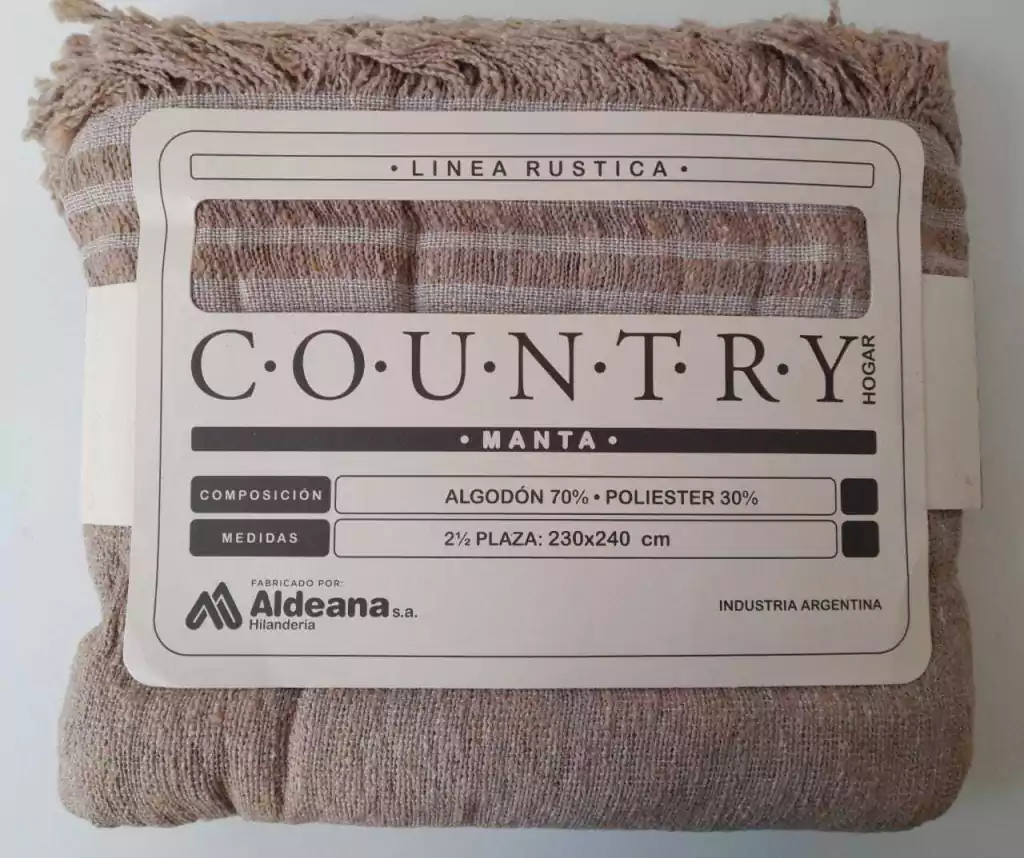 • LINEA RUSTICA •
C•O•U•N•T•R•Y
HOGAR
• MANTA •
COMPOSICIÓN ALGODÓN 70% • POLIESTER 30%
MEDIDAS 2½ PLAZA: 230x240 cm
FABRICADO POR:
Aldeana s.a.
Hilandería
INDUSTRIA ARGENTINA